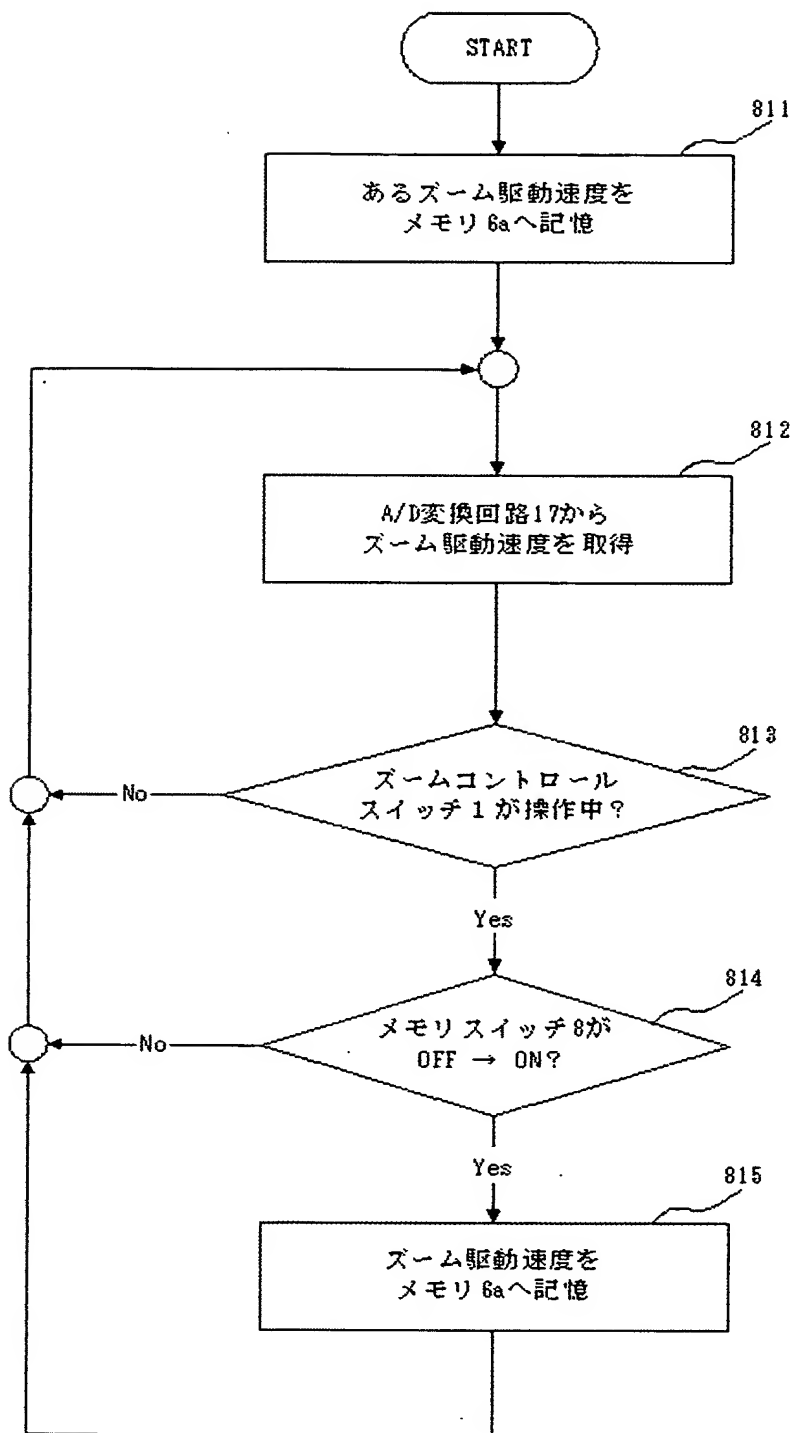 START
811
あるズーム駆動速度を
メモリ6aへ記憶
812
A/D変換回路17から
ズーム駆動速度を取得
813
ズームコントロール
スイッチ1が操作中?
No
Yes
814
メモリスイッチ8が
OFF → ON?
No
Yes
815
ズーム駆動速度を
メモリ6aへ記憶